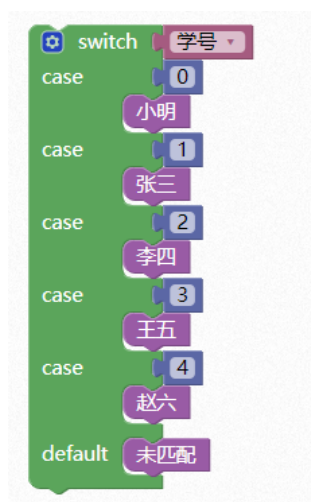 switch 学号
case 0
小明
case 1
张三
case 2
李四
case 3
王五
case 4
赵六
default 未匹配